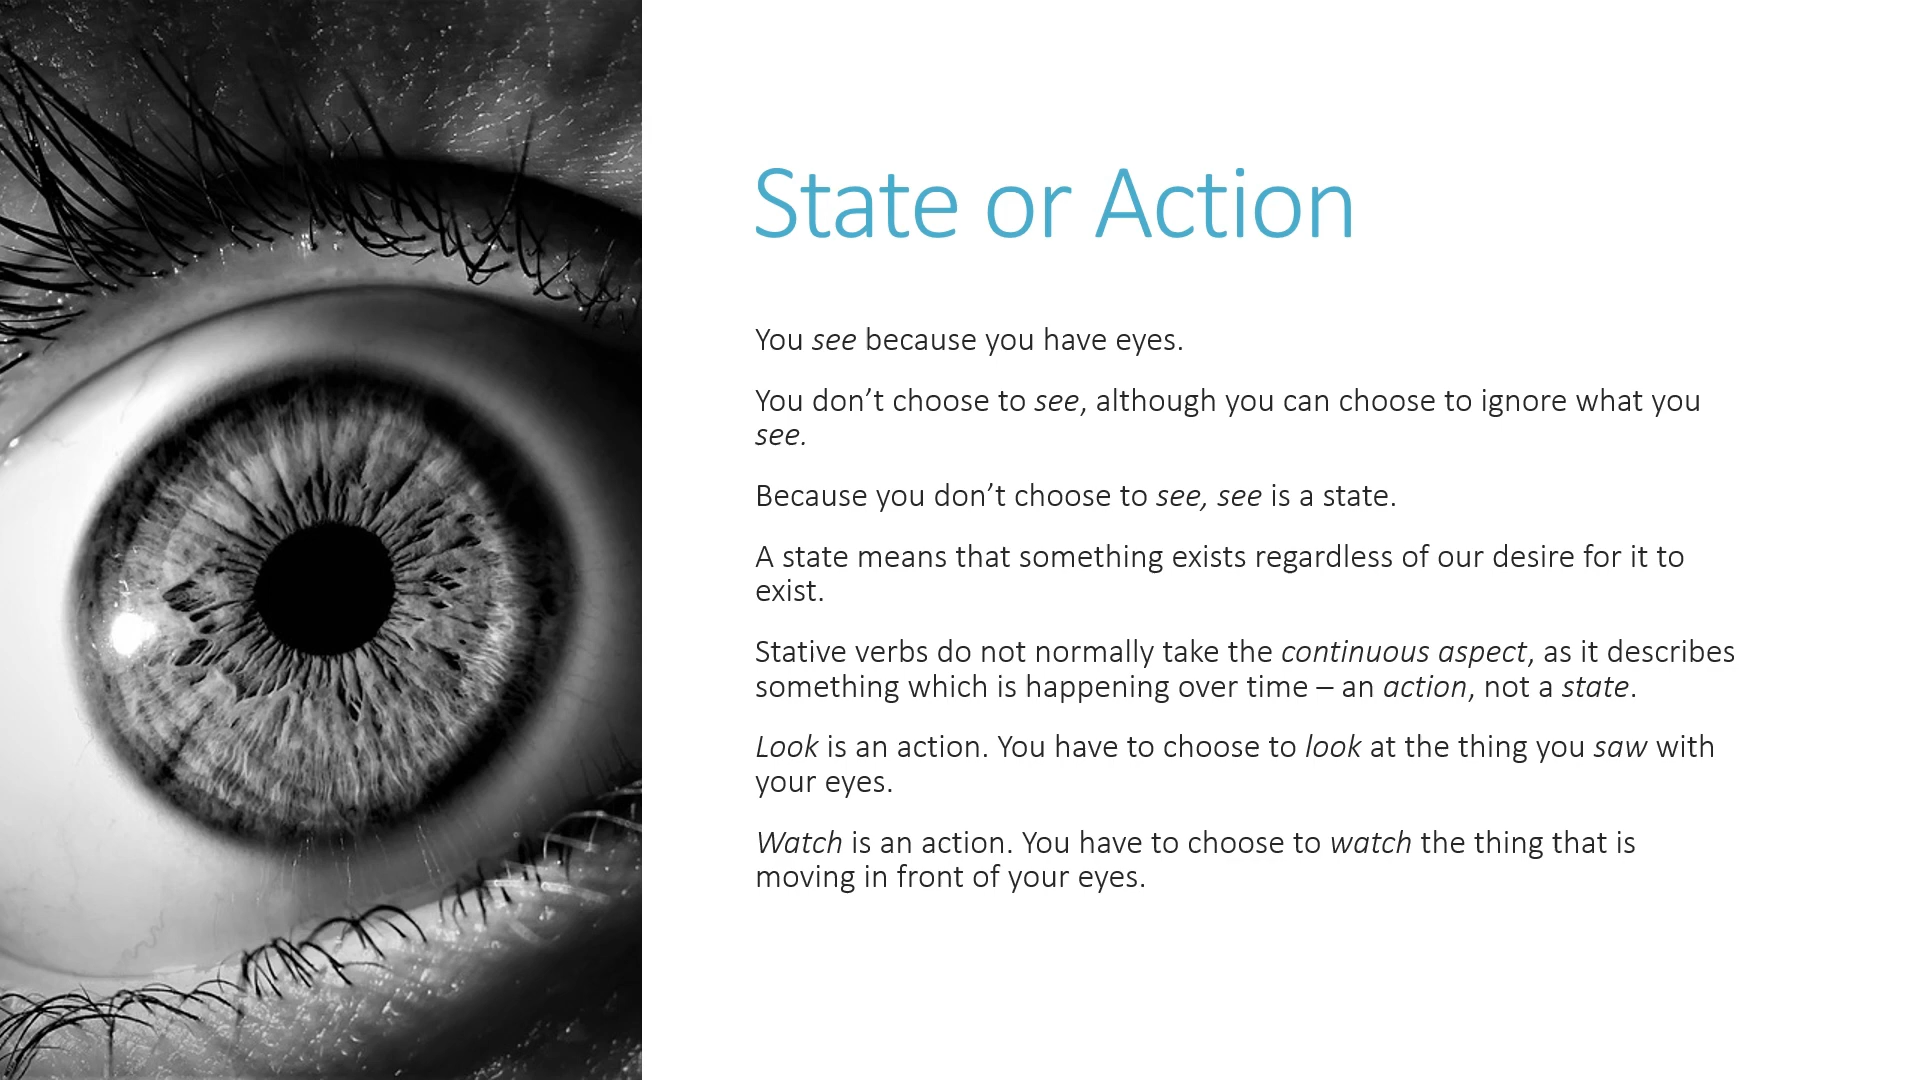 State or Action
You see because you have eyes.
You don’t choose to see, although you can choose to ignore what you
see.
Because you don’t choose to see, see is a state.
A state means that something exists regardless of our desire for it to
exist.
Stative verbs do not normally take the continuous aspect, as it describes
something which is happening over time – an action, not a state.
Look is an action. You have to choose to look at the thing you saw with
your eyes.
Watch is an action. You have to choose to watch the thing that is
moving in front of your eyes.